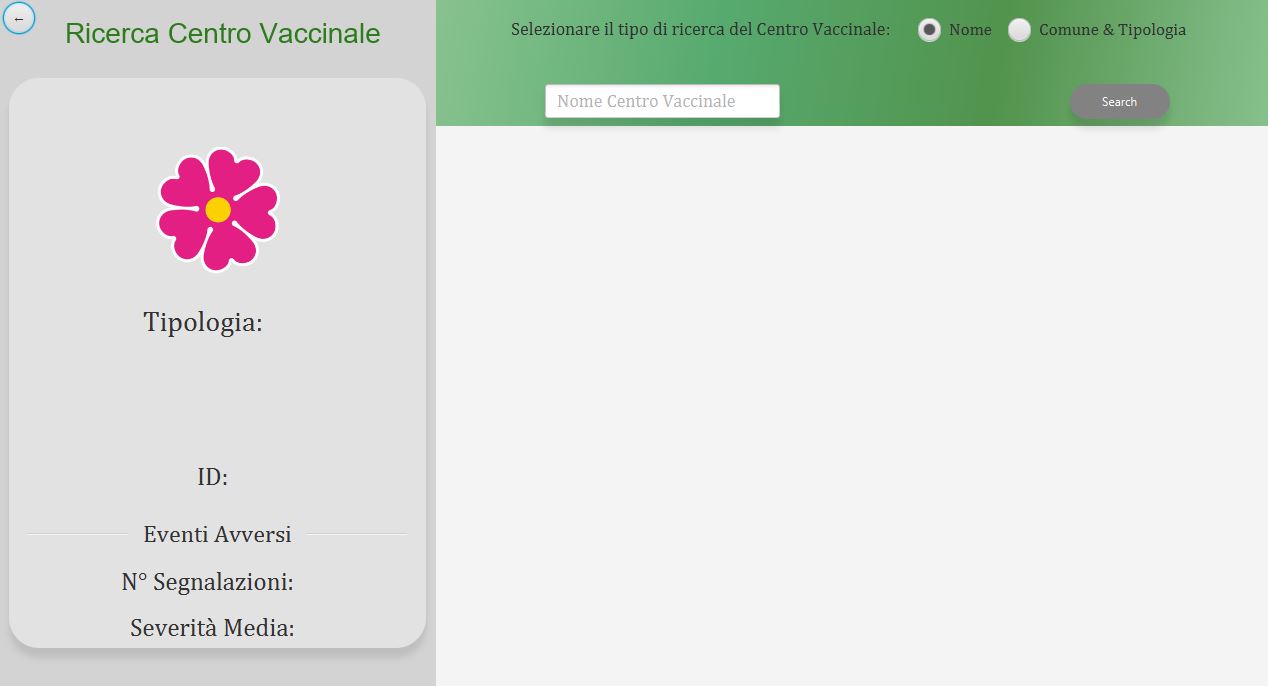 ←
Ricerca Centro Vaccinale
Tipologia:
ID:
Eventi Avversi
N° Segnalazioni:
Severità Media:
Selezionare il tipo di ricerca del Centro Vaccinale:
Nome
Comune & Tipologia
Nome Centro Vaccinale
Search